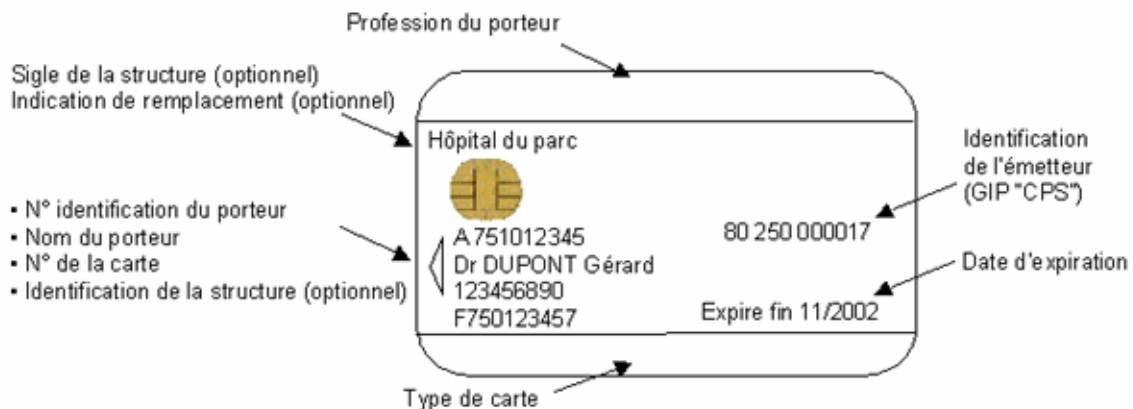 Profession du porteur
Sigle de la structure (optionnel)
Indication de remplacement (optionnel)
Hôpital du parc
Identification
de l'émetteur
(GIP "CPS")
▪ N° identification du porteur
▪ Nom du porteur
▪ N° de la carte
▪ Identification de la structure (optionnel)
A 751012345
Dr DUPONT Gérard
123456890
F750123457
80 250 000017
Expire fin 11/2002
Date d'expiration
Type de carte